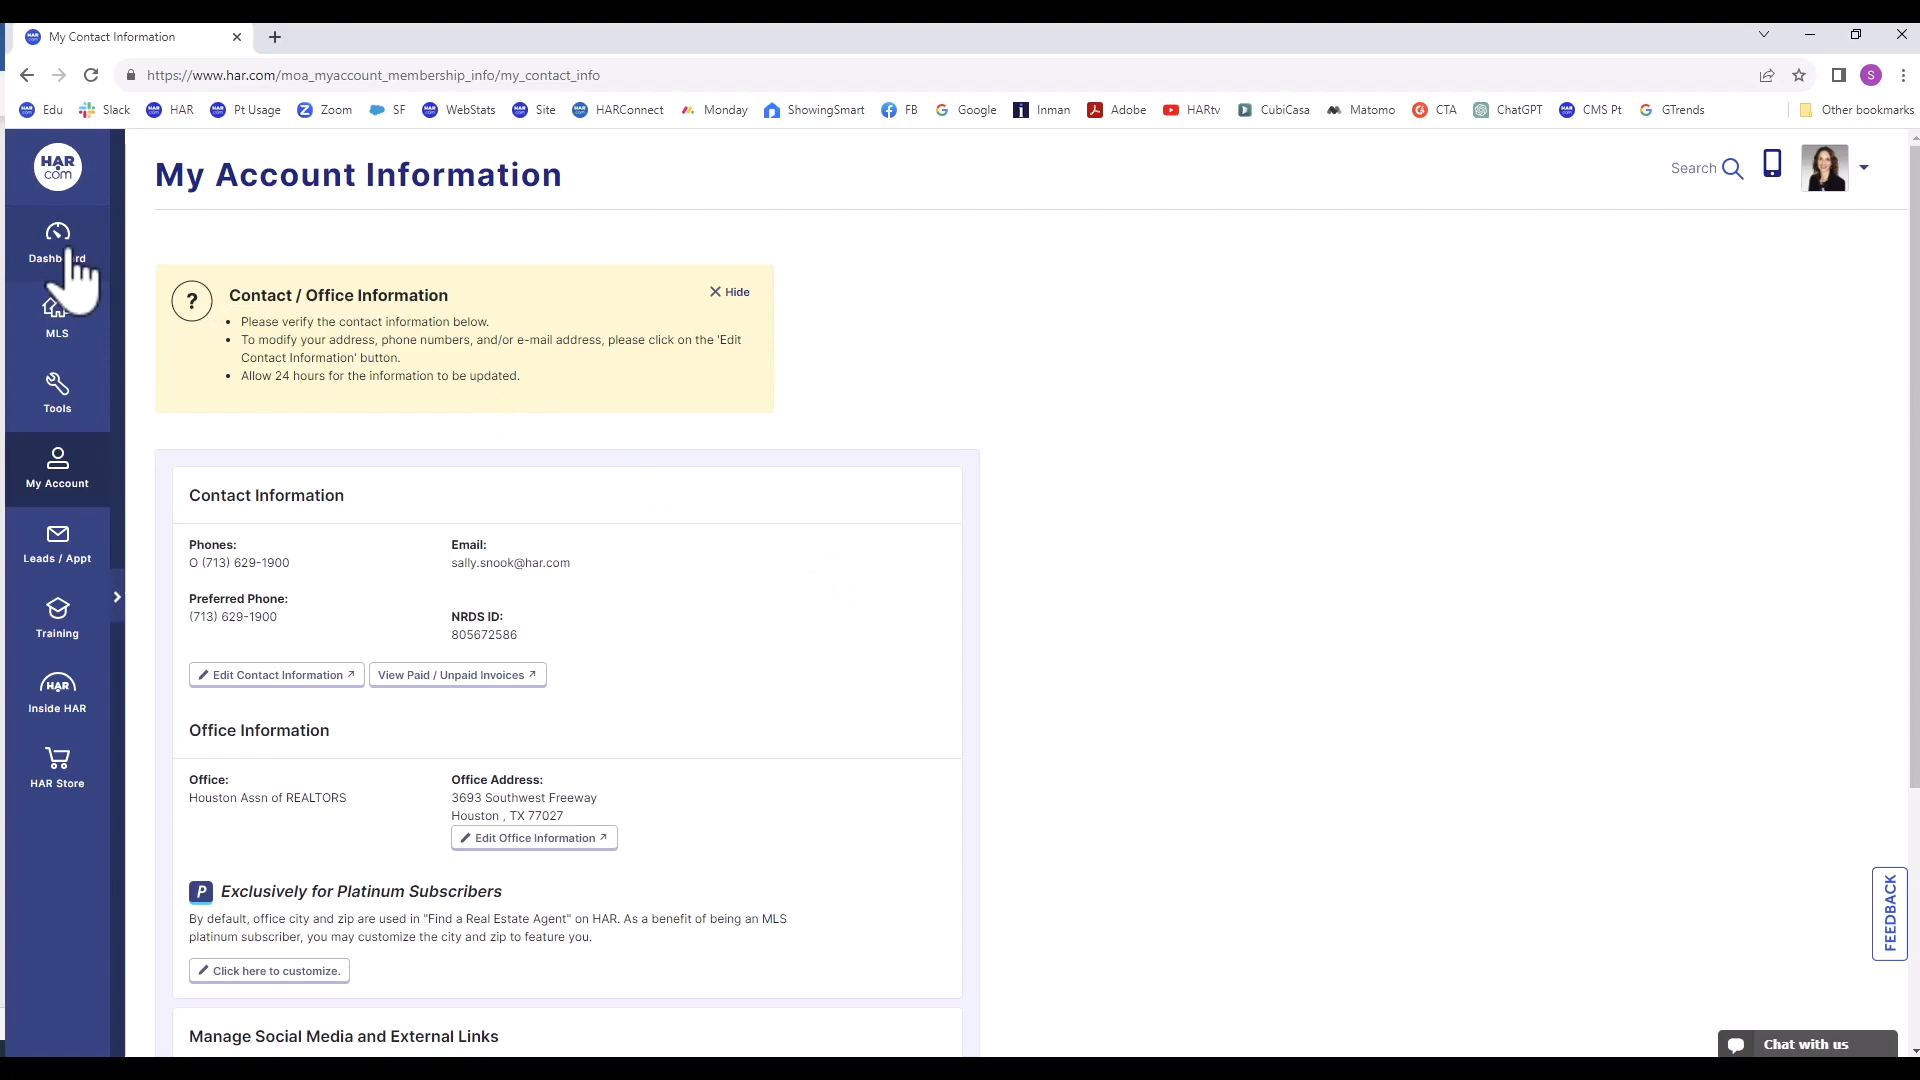 My Contact Information
https://www.har.com/moa_myaccount_membership_info/my_contact_info
S
Edu Slack HAR Pt Usage Zoom SF WebStats Site HARConnect Monday ShowingSmart FB Google Inman Adobe HARtv CubiCasa Matomo CTA ChatGPT CMS Pt GTrends Other bookmarks
HAR
com
My Account Information
Search
Dashb rd
MLS
Tools
My Account
Leads / Appt
Training
HAR
Inside HAR
HAR Store
?
Contact / Office Information
Hide
Please verify the contact information below.
To modify your address, phone numbers, and/or e-mail address, please click on the 'Edit
Contact Information' button.
Allow 24 hours for the information to be updated.
Contact Information
Phones:
O (713) 629-1900
Email:
sally.snook@har.com
Preferred Phone:
(713) 629-1900
NRDS ID:
805672586
Edit Contact Information
View Paid / Unpaid Invoices
Office Information
Office:
Houston Assn of REALTORS
Office Address:
3693 Southwest Freeway
Houston , TX 77027
Edit Office Information
P Exclusively for Platinum Subscribers
By default, office city and zip are used in "Find a Real Estate Agent" on HAR. As a benefit of being an MLS
platinum subscriber, you may customize the city and zip to feature you.
Click here to customize.
Manage Social Media and External Links
FEEDBACK
Chat with us